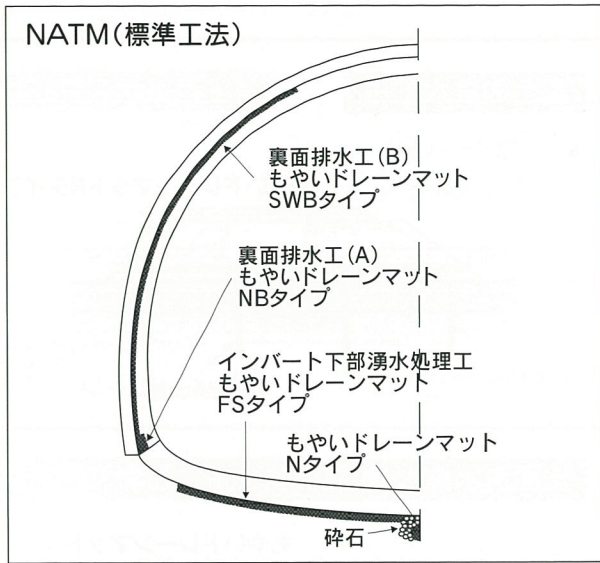 NATM(標準工法)
裏面排水工(B)
もやいドレーンマット
SWBタイプ
裏面排水工(A)
もやいドレーンマット
NBタイプ
インバート下部湧水処理工
もやいドレーンマット
FSタイプ
もやいドレーンマット
Nタイプ
砕石